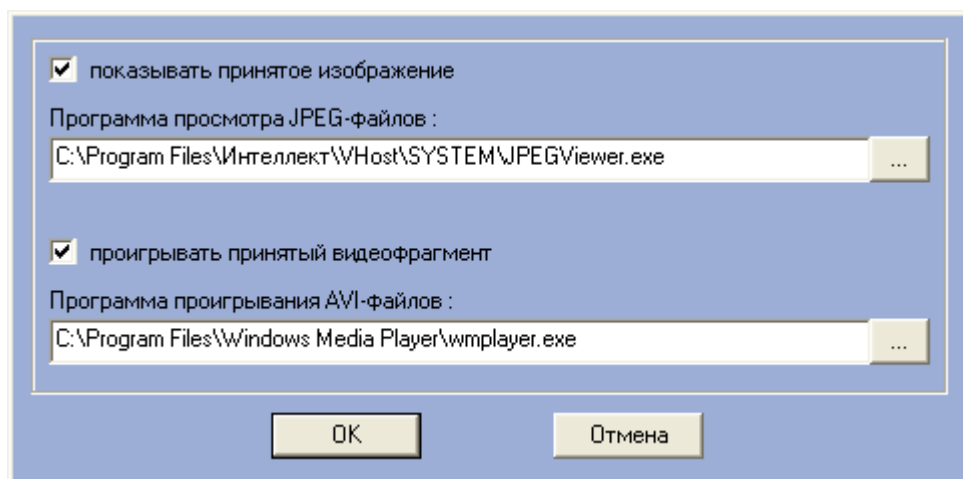 показывать принятое изображение
Программа просмотра JPEG-файлов :
C:\Program Files\Интеллект\VHost\SYSTEM\JPEGViewer.exe
...
проигрывать принятый видеофрагмент
Программа проигрывания AVI-файлов :
C:\Program Files\Windows Media Player\wmplayer.exe
...
OK
Отмена